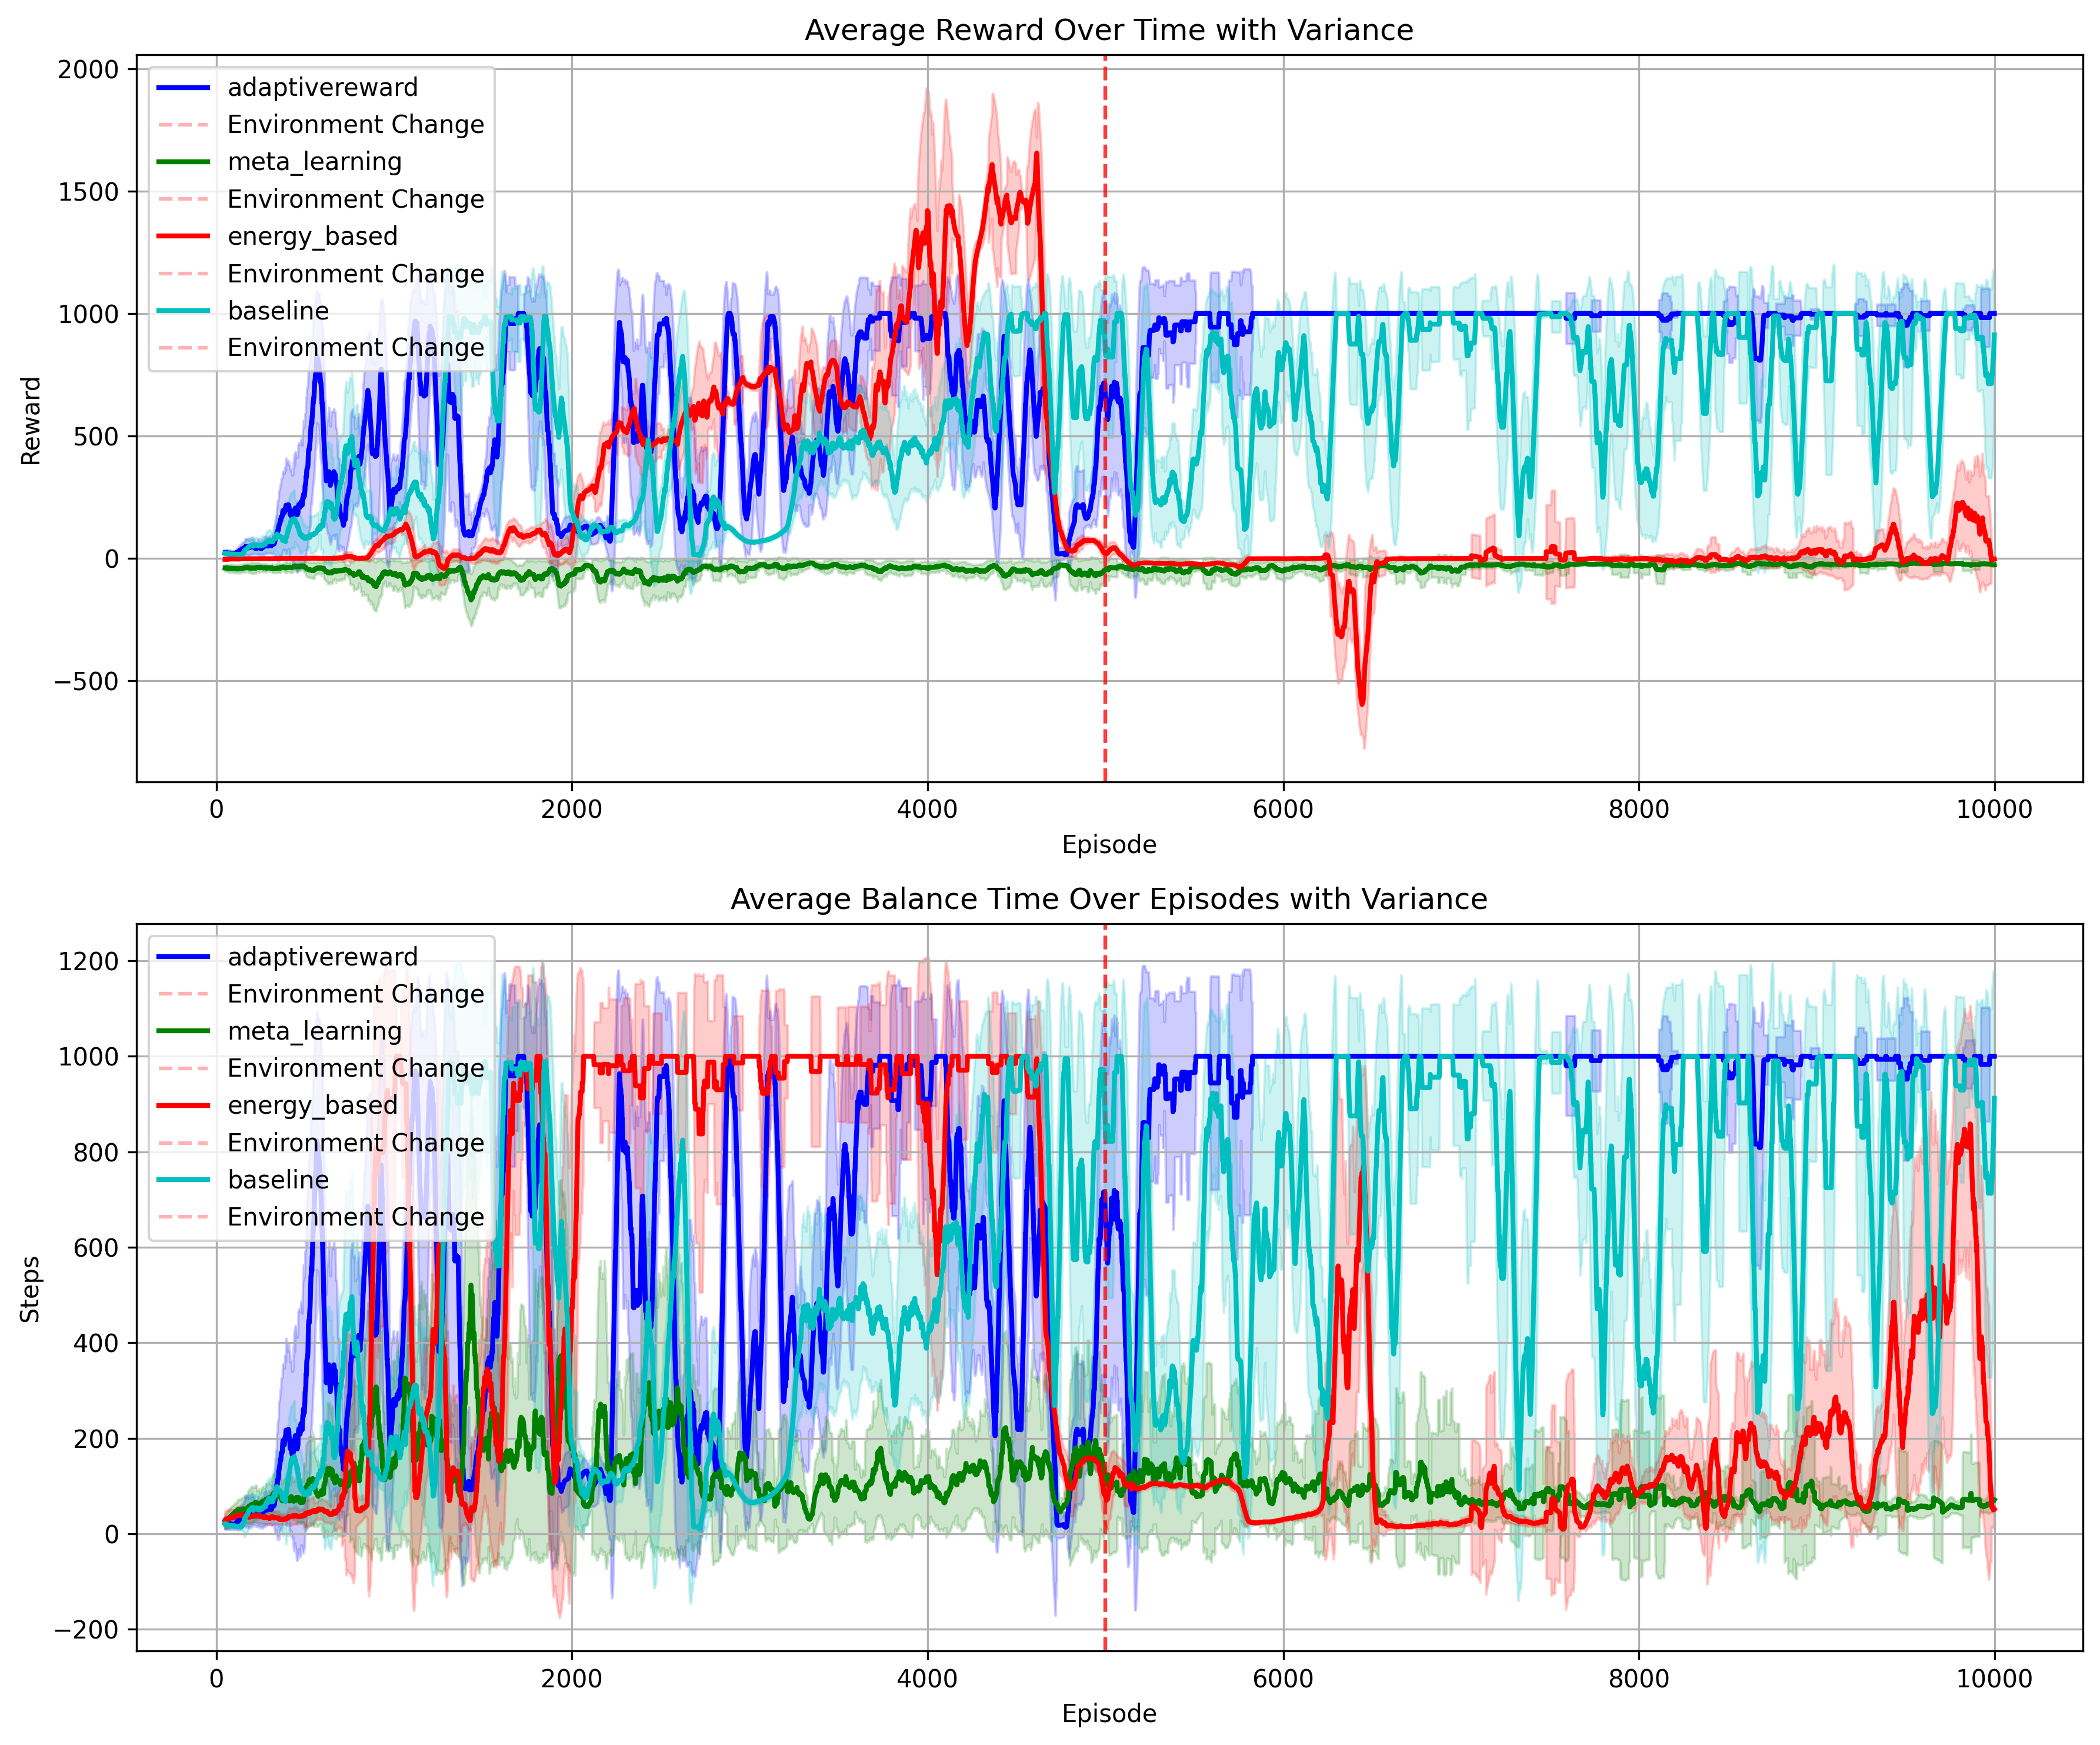 Average Reward Over Time with Variance
2000
1500
1000
500
0
−500
Reward
adaptivereward
Environment Change
meta_learning
Environment Change
energy_based
Environment Change
baseline
Environment Change
0 2000 4000 6000 8000 10000
Episode
Average Balance Time Over Episodes with Variance
1200
1000
800
600
400
200
0
−200
Steps
adaptivereward
Environment Change
meta_learning
Environment Change
energy_based
Environment Change
baseline
Environment Change
0 2000 4000 6000 8000 10000
Episode